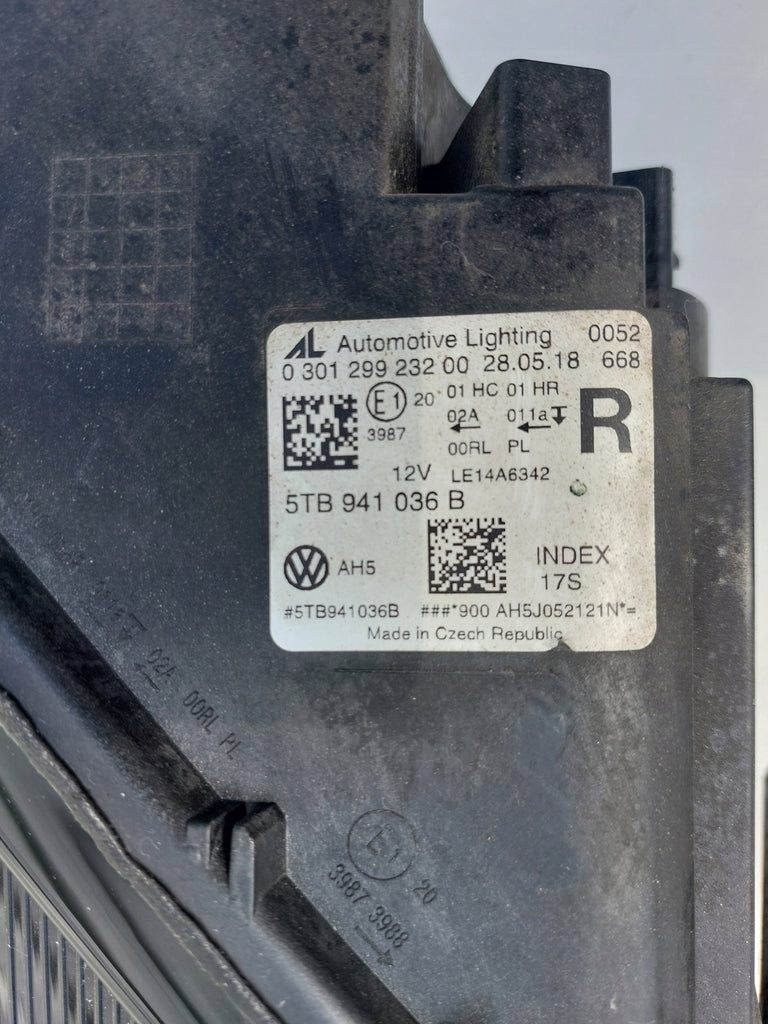 AL Automotive Lighting 0052
0 301 299 232 00 28.05.18 668
E1 20 01 HC 01 HR
02A 011a R
3987
00RL PL
12V LE14A6342
5TB 941 036 B
VW AH5
INDEX
17S
#5TB941036B ###*900 AH5J052121N*=
Made in Czech Republic
02A 00RL PL
E1 20
3987 3988